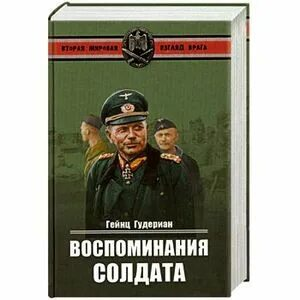 ВТОРАЯ МИРОВАЯ ВЗГЛЯД ВРАГА
Гейнц Гудериан
ВОСПОМИНАНИЯ
СОЛДАТА